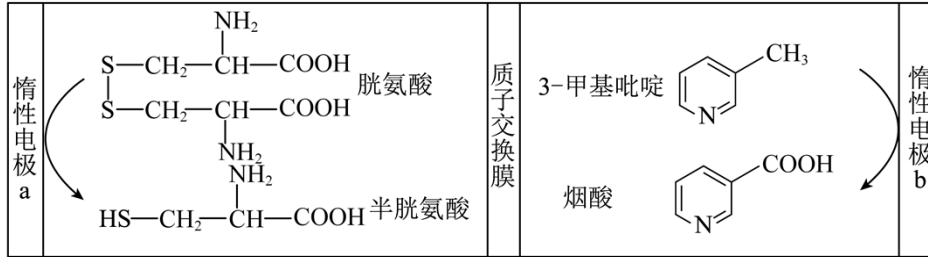 惰性电极a
NH₂
S—CH₂—CH—COOH
胱氨酸
S—CH₂—CH—COOH
NH₂
NH₂
HS—CH₂—CH—COOH
半胱氨酸
质子交换膜
3-甲基吡啶
CH₃
N
烟酸
COOH
N
惰性电极b